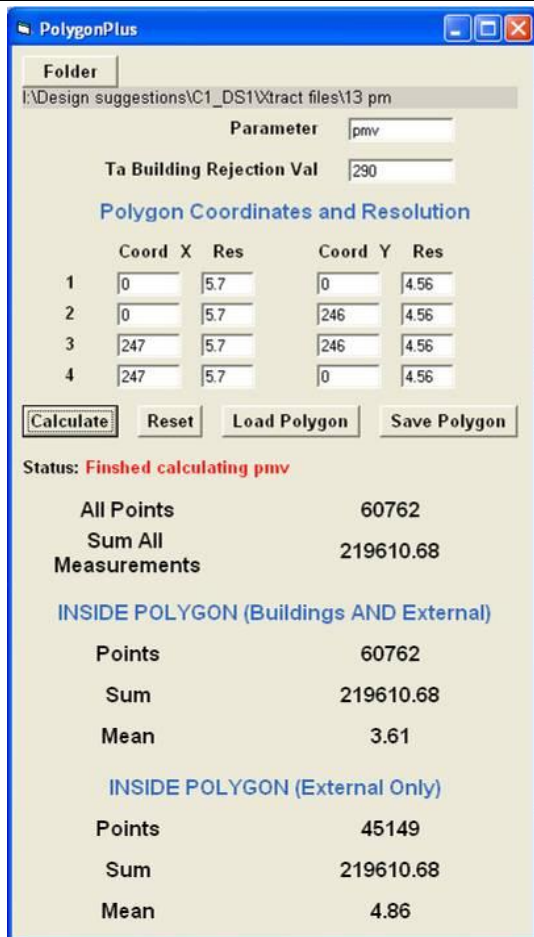 PolygonPlus
Folder
I:\Design suggestions\C1_DS1\Xtract files\13 pm
Parameter pmv
Ta Building Rejection Val 290
Polygon Coordinates and Resolution
Coord X Res Coord Y Res
1 0 5.7 0 4.56
2 0 5.7 246 4.56
3 247 5.7 246 4.56
4 247 5.7 0 4.56
Calculate Reset Load Polygon Save Polygon
Status: Finshed calculating pmv
All Points 60762
Sum All
Measurements 219610.68
INSIDE POLYGON (Buildings AND External)
Points 60762
Sum 219610.68
Mean 3.61
INSIDE POLYGON (External Only)
Points 45149
Sum 219610.68
Mean 4.86